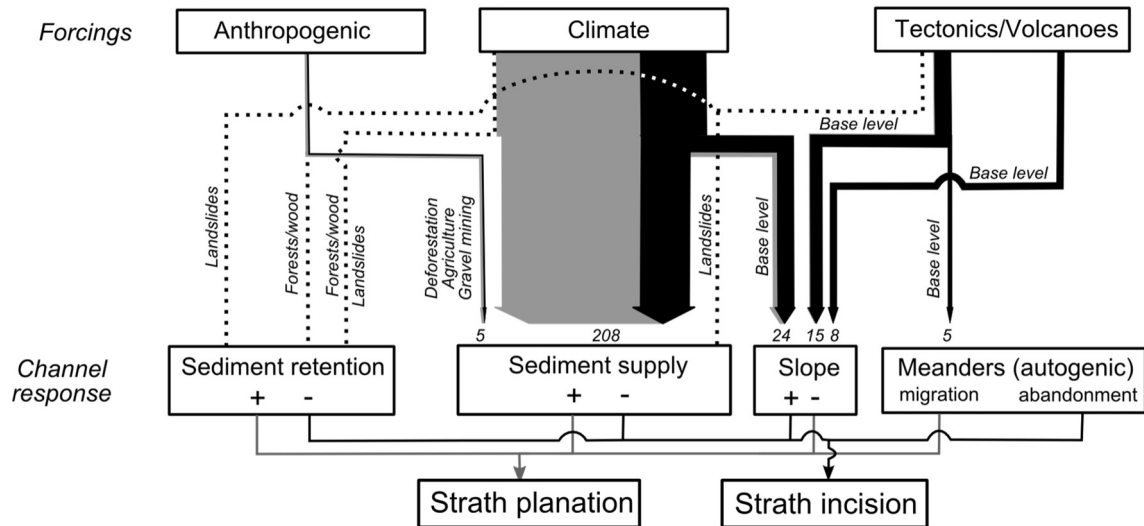 Forcings
Anthropogenic
Climate
Tectonics/Volcanoes
Base level
Base level
Landslides
Forests/wood
Forests/wood
Landslides
Deforestation
Agriculture
Gravel mining
Landslides
Base level
Base level
5
208
24
15
8
5
Channel
response
Sediment retention
+ -
Sediment supply
+ -
Slope
+ -
Meanders (autogenic)
migration abandonment
Strath planation
Strath incision